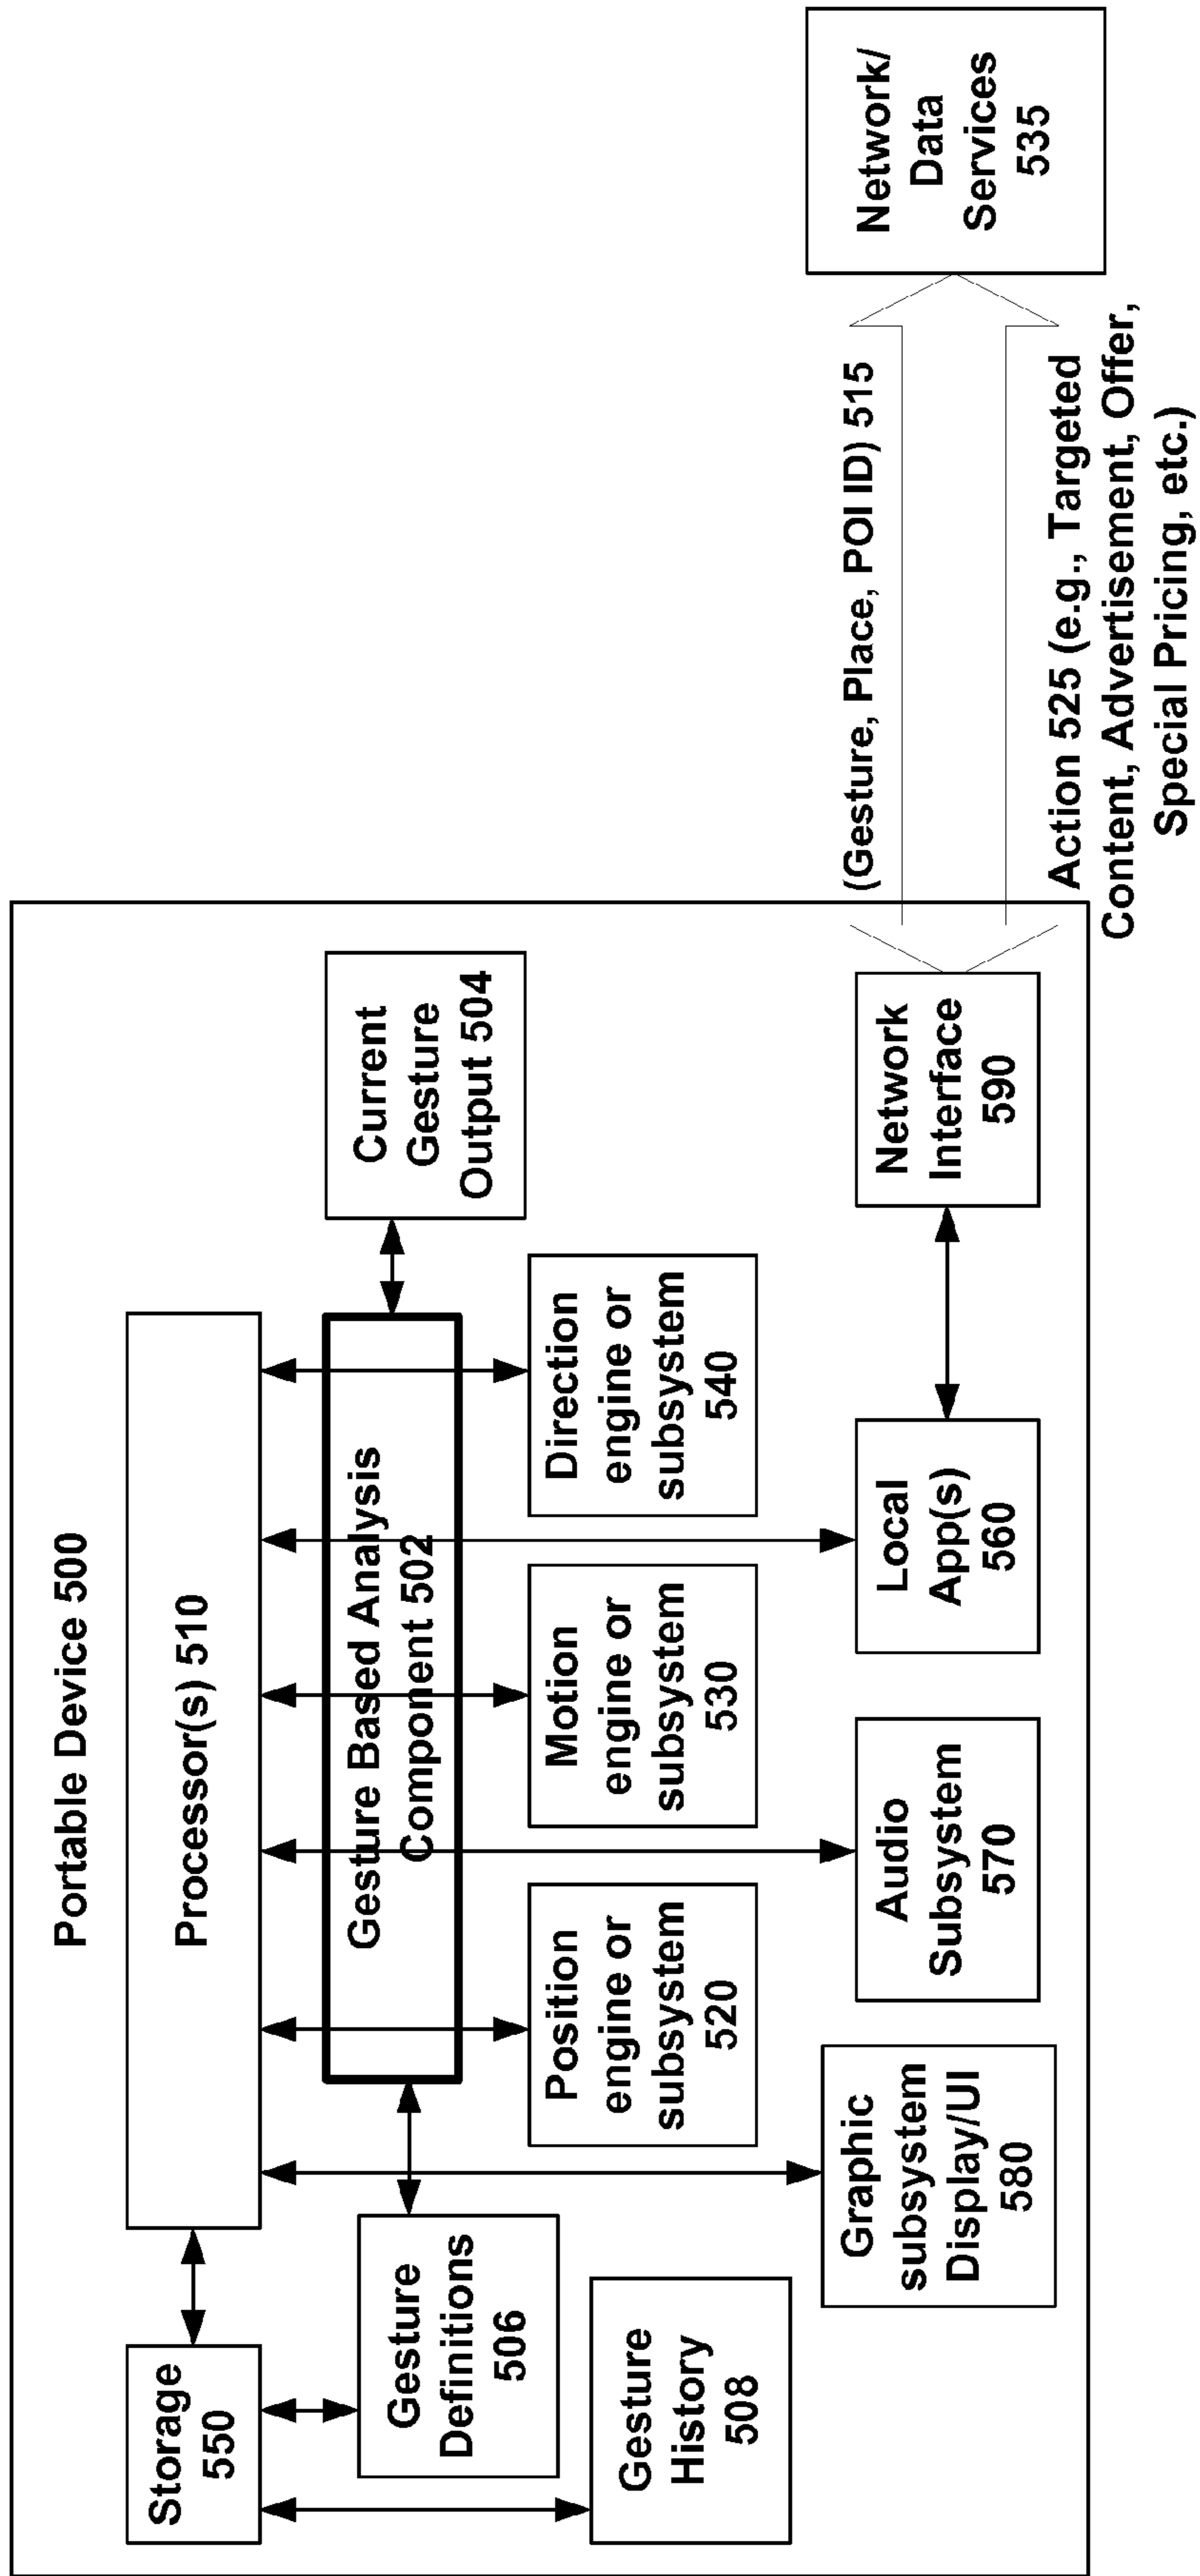 Portable Device 500
Processor(s) 510
Storage
550
Gesture Based Analysis
Component 502
Current
Gesture
Output 504
Gesture
Definitions
506
Gesture
History
508
Position
engine or
subsystem
520
Motion
engine or
subsystem
530
Direction
engine or
subsystem
540
Graphic
subsystem
Display/UI
580
Audio
Subsystem
570
Local
App(s)
560
Network
Interface
590
(Gesture, Place, POI ID) 515
Action 525 (e.g., Targeted
Content, Advertisement, Offer,
Special Pricing, etc.)
Network/
Data
Services
535